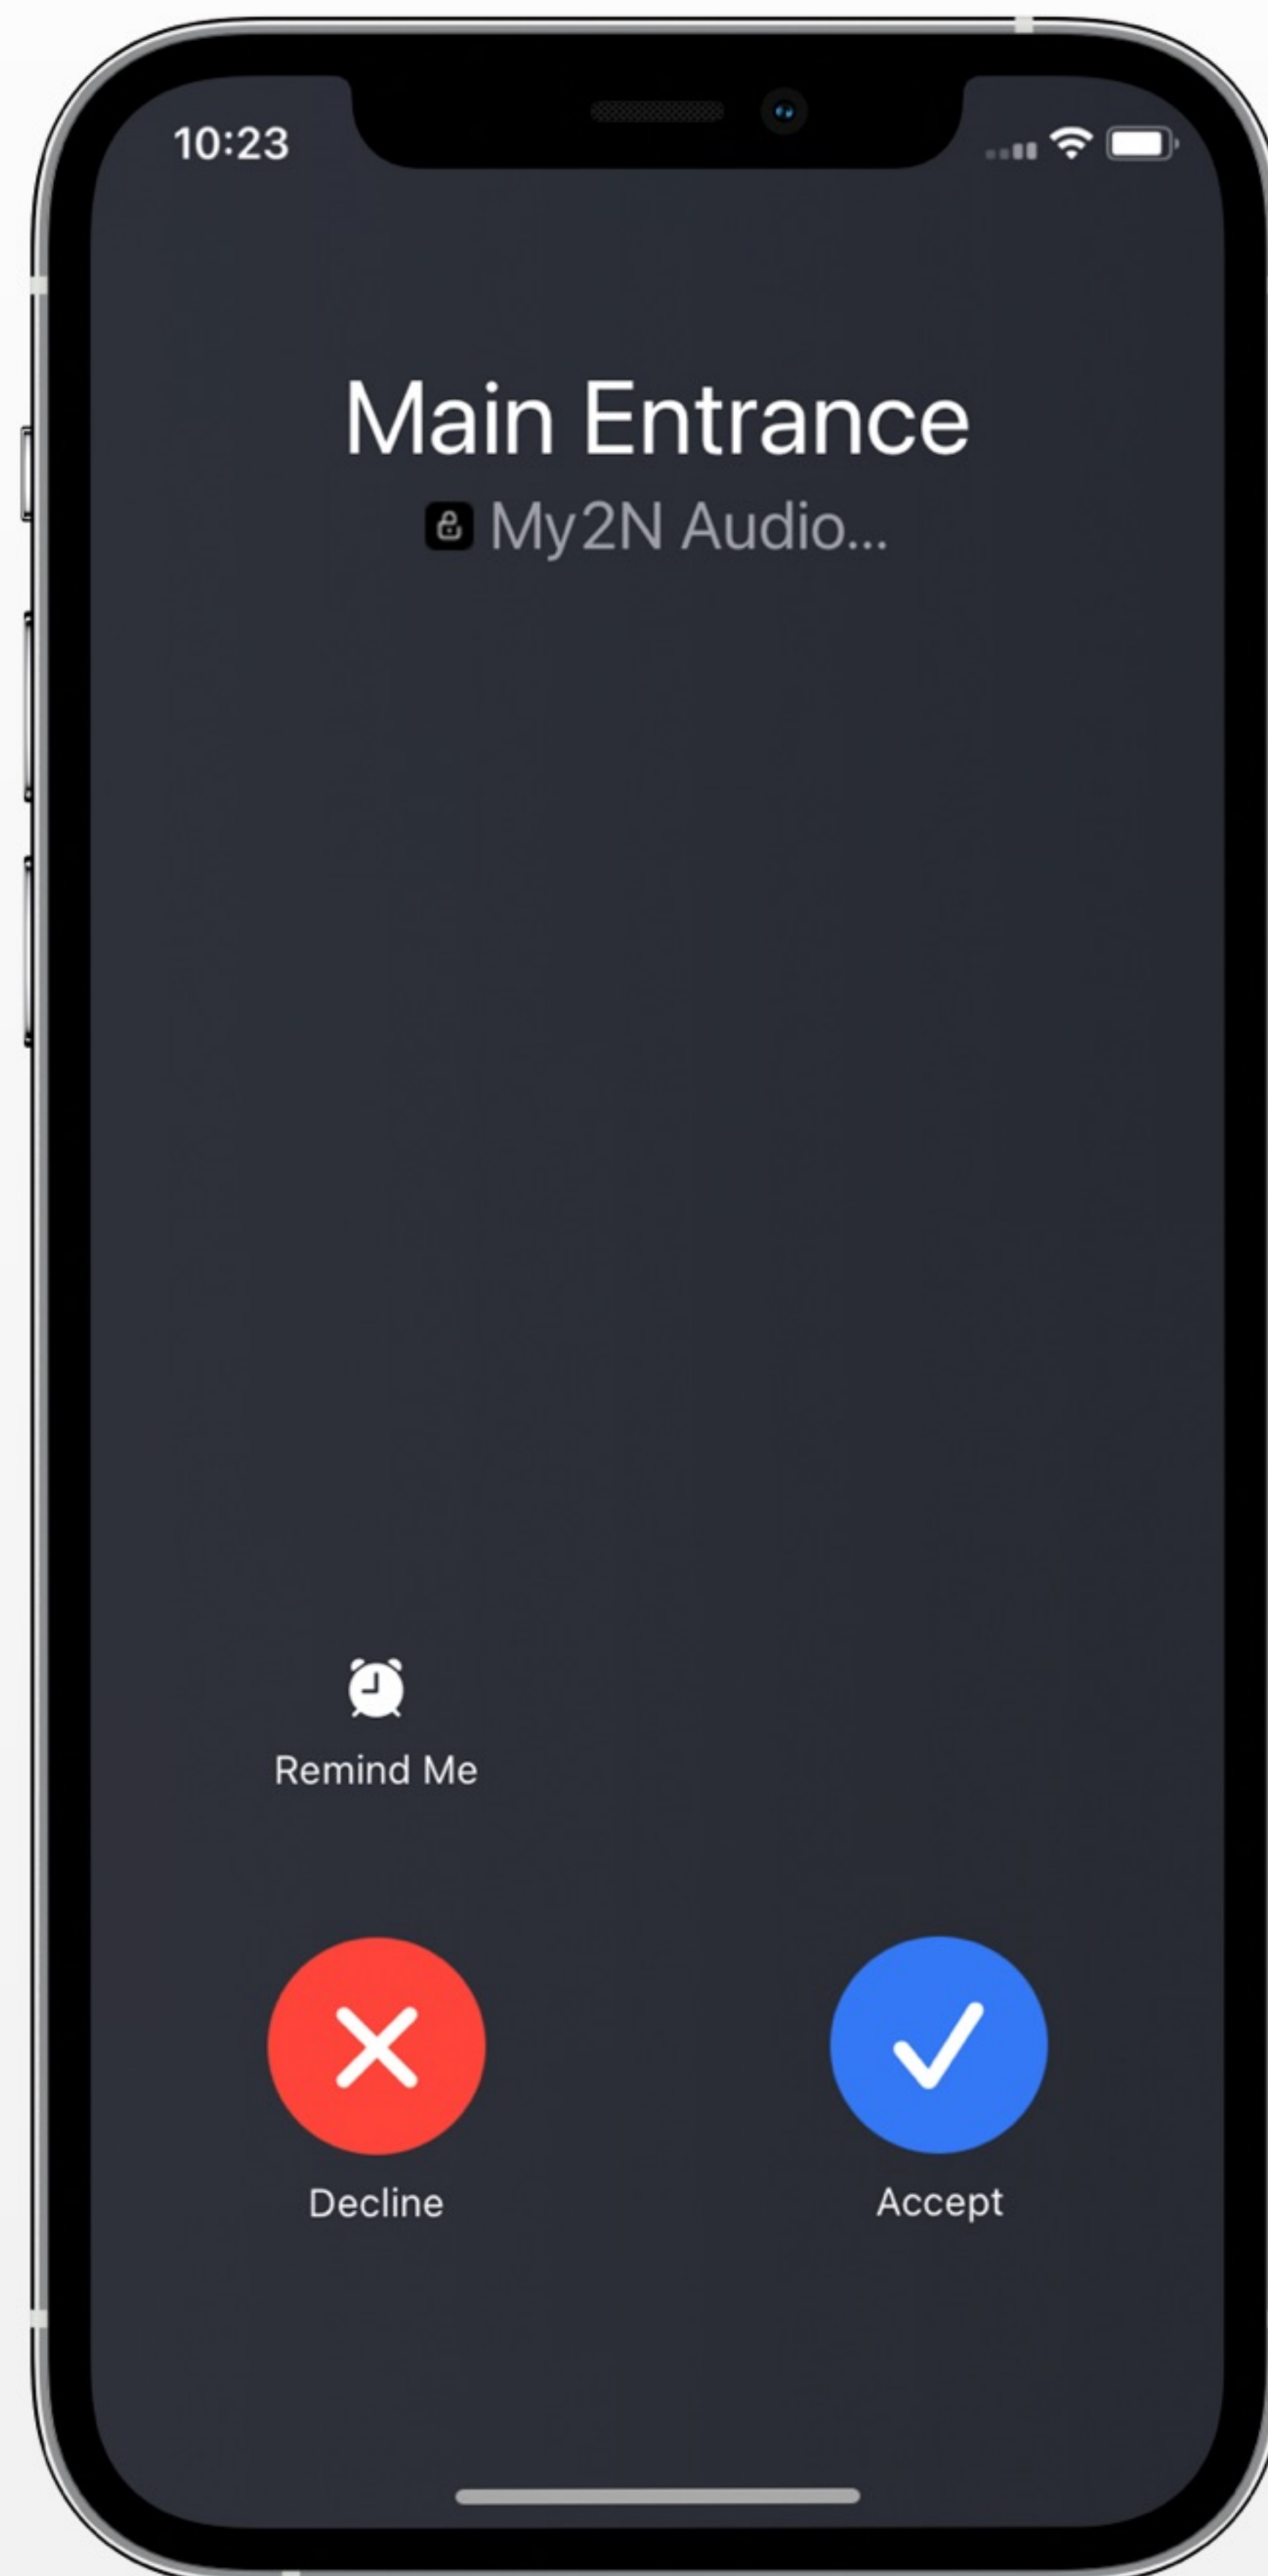 10:23
Main Entrance
My2N Audio...
Remind Me
Decline
Accept